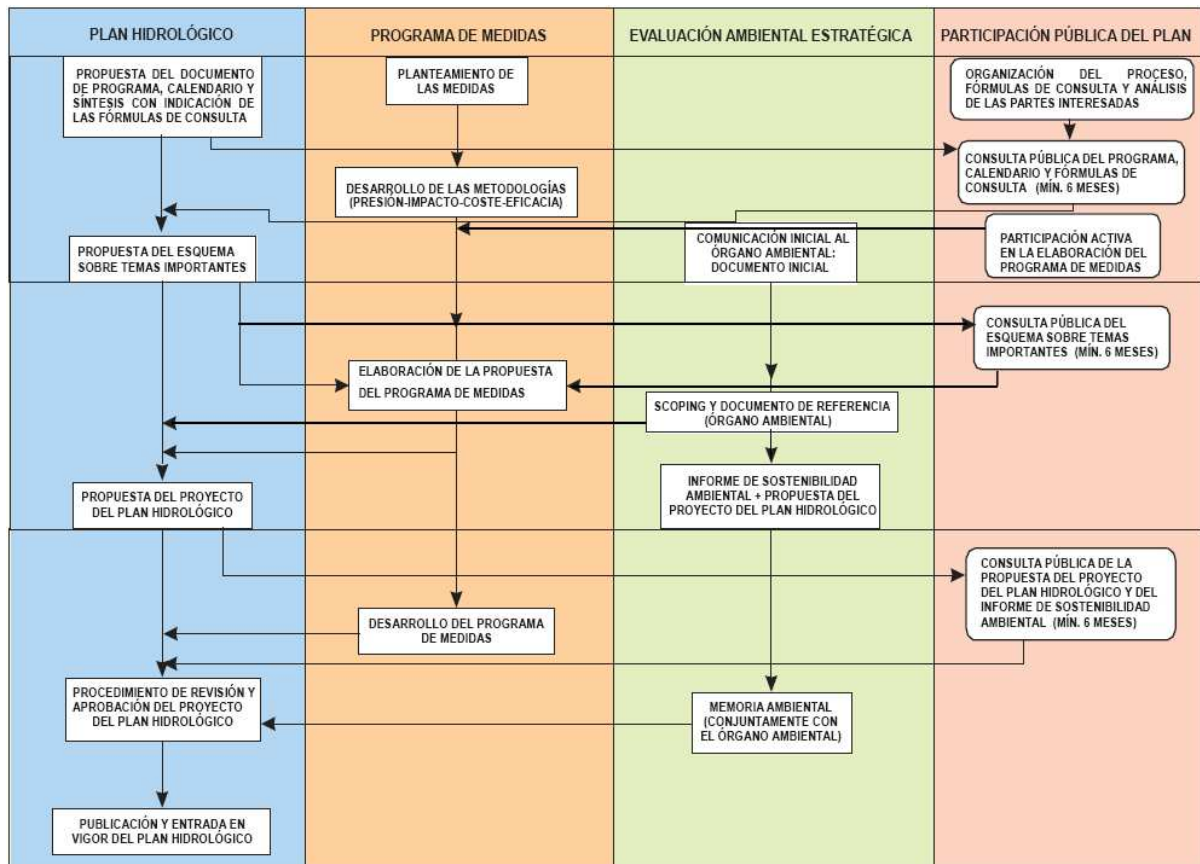 PLAN HIDROLÓGICO
PROGRAMA DE MEDIDAS
EVALUACIÓN AMBIENTAL ESTRATÉGICA
PARTICIPACIÓN PÚBLICA DEL PLAN
PROPUESTA DEL DOCUMENTO
DE PROGRAMA, CALENDARIO Y
SÍNTESIS CON INDICACIÓN DE
LAS FÓRMULAS DE CONSULTA
PLANTEAMIENTO DE
LAS MEDIDAS
ORGANIZACIÓN DEL PROCESO,
FÓRMULAS DE CONSULTA Y ANÁLISIS
DE LAS PARTES INTERESADAS
CONSULTA PÚBLICA DEL PROGRAMA,
CALENDARIO Y FÓRMULAS DE
CONSULTA (MÍN. 6 MESES)
DESARROLLO DE LAS METODOLOGÍAS
(PRESIÓN-IMPACTO-COSTE-EFICACIA)
PROPUESTA DEL ESQUEMA
SOBRE TEMAS IMPORTANTES
COMUNICACIÓN INICIAL AL
ÓRGANO AMBIENTAL:
DOCUMENTO INICIAL
PARTICIPACIÓN ACTIVA
EN LA ELABORACIÓN DEL
PROGRAMA DE MEDIDAS
CONSULTA PÚBLICA DEL
ESQUEMA SOBRE TEMAS
IMPORTANTES (MÍN. 6 MESES)
ELABORACIÓN DE LA PROPUESTA
DEL PROGRAMA DE MEDIDAS
SCOPING Y DOCUMENTO DE REFERENCIA
(ÓRGANO AMBIENTAL)
PROPUESTA DEL PROYECTO
DEL PLAN HIDROLÓGICO
INFORME DE SOSTENIBILIDAD
AMBIENTAL + PROPUESTA DEL
PROYECTO DEL PLAN HIDROLÓGICO
CONSULTA PÚBLICA DE LA
PROPUESTA DEL PROYECTO
DEL PLAN HIDROLÓGICO Y DEL
INFORME DE SOSTENIBILIDAD
AMBIENTAL (MÍN. 6 MESES)
DESARROLLO DEL PROGRAMA
DE MEDIDAS
PROCEDIMIENTO DE REVISIÓN Y
APROBACIÓN DEL PROYECTO
DEL PLAN HIDROLÓGICO
MEMORIA AMBIENTAL
(CONJUNTAMENTE CON
EL ÓRGANO AMBIENTAL)
PUBLICACIÓN Y ENTRADA EN
VIGOR DEL PLAN HIDROLÓGICO